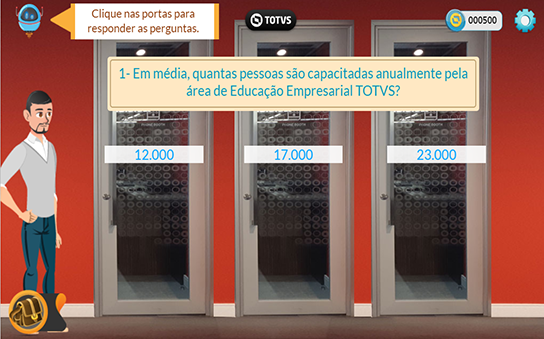 Clique nas portas para
responder as perguntas.
TOTVS
000500
1- Em média, quantas pessoas são capacitadas anualmente pela
área de Educação Empresarial TOTVS?
12.000
17.000
23.000